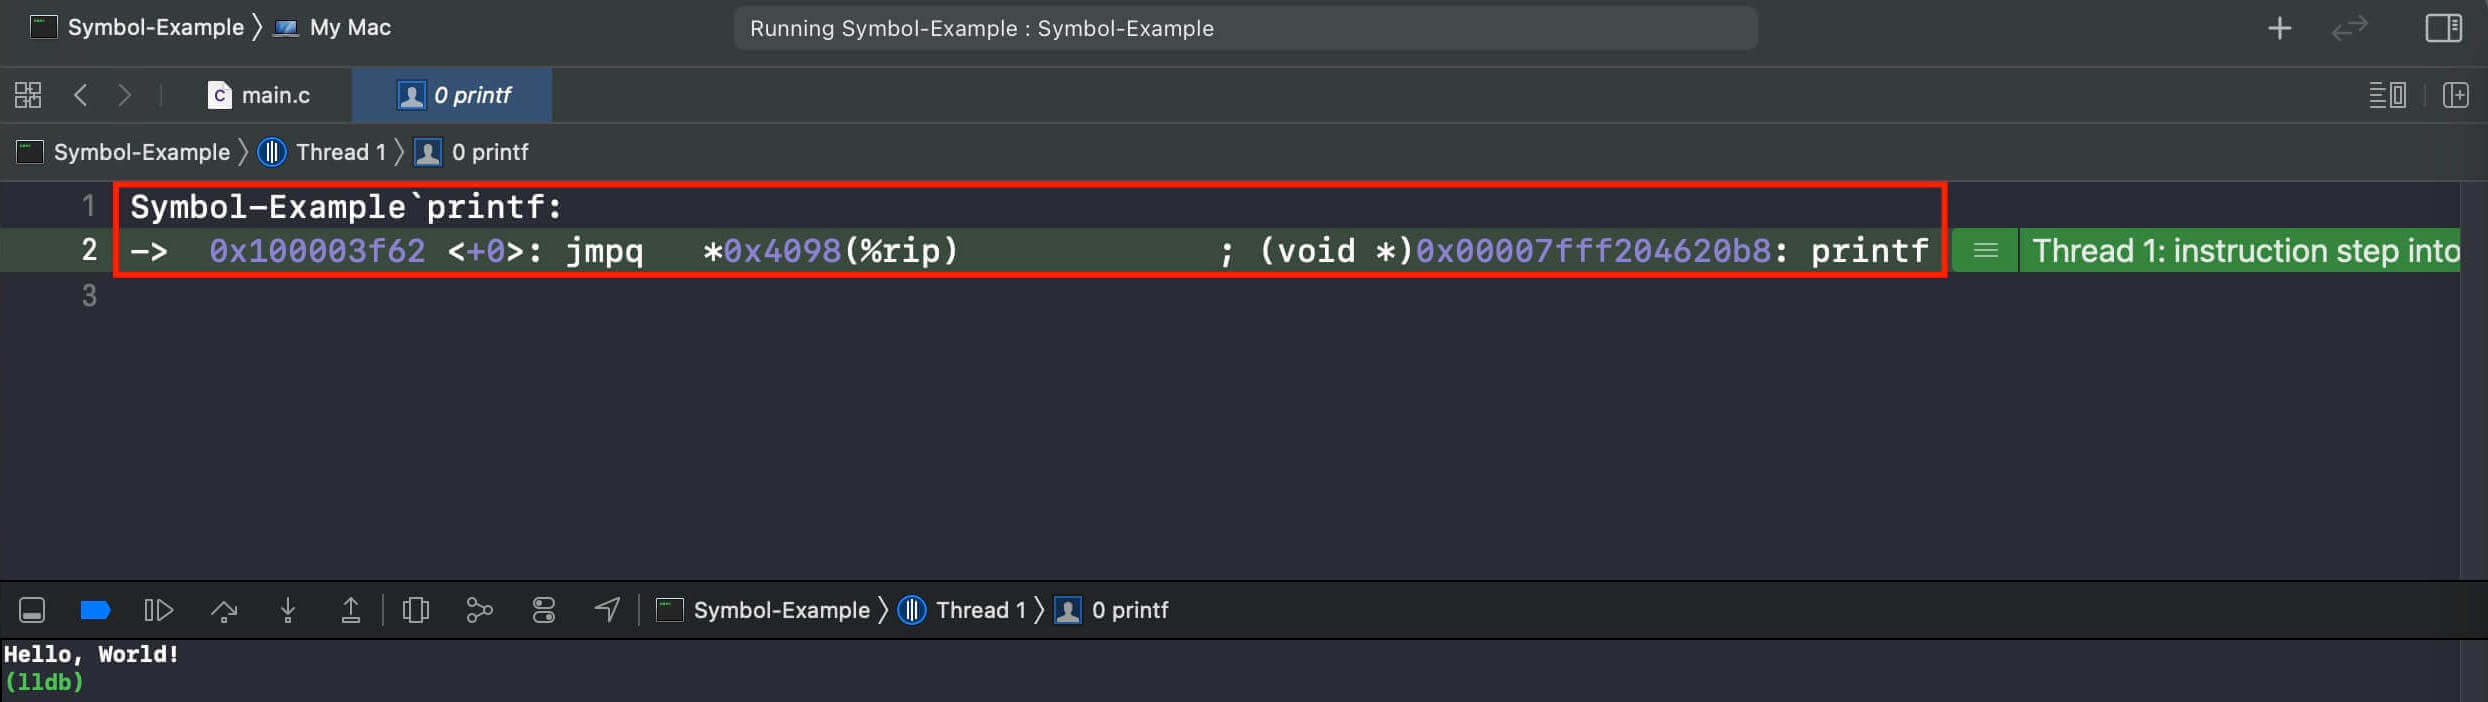 Symbol-Example 〉 My Mac
Running Symbol-Example : Symbol-Example
main.c
0 printf
Symbol-Example 〉 Thread 1 〉 0 printf
1 Symbol-Example`printf:
2 -> 0x100003f62 <+0>: jmpq *0x4098(%rip) ; (void *)0x00007fff204620b8: printf
Thread 1: instruction step into
3
Symbol-Example 〉 Thread 1 〉 0 printf
Hello, World!
(lldb)